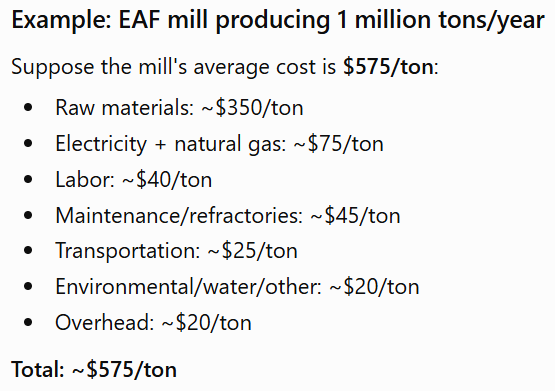 Example: EAF mill producing 1 million tons/year
Suppose the mill's average cost is $575/ton:
• Raw materials: ~$350/ton
• Electricity + natural gas: ~$75/ton
• Labor: ~$40/ton
• Maintenance/refractories: ~$45/ton
• Transportation: ~$25/ton
• Environmental/water/other: ~$20/ton
• Overhead: ~$20/ton
Total: ~$575/ton